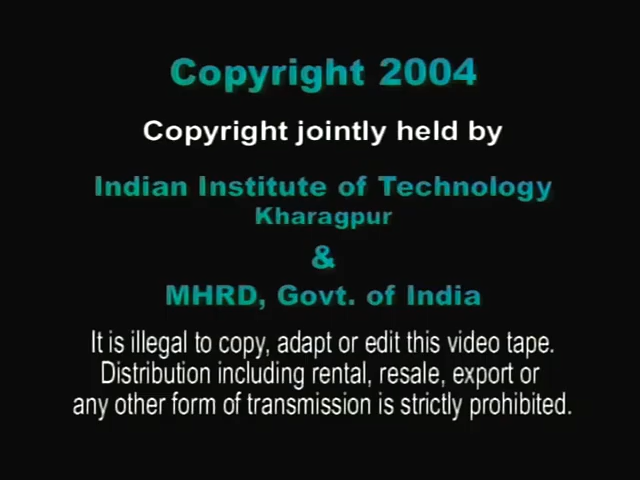 Copyright 2004
Copyright jointly held by
Indian Institute of Technology
Kharagpur
&
MHRD, Govt. of India
It is illegal to copy, adapt or edit this video tape.
Distribution including rental, resale, export or
any other form of transmission is strictly prohibited.